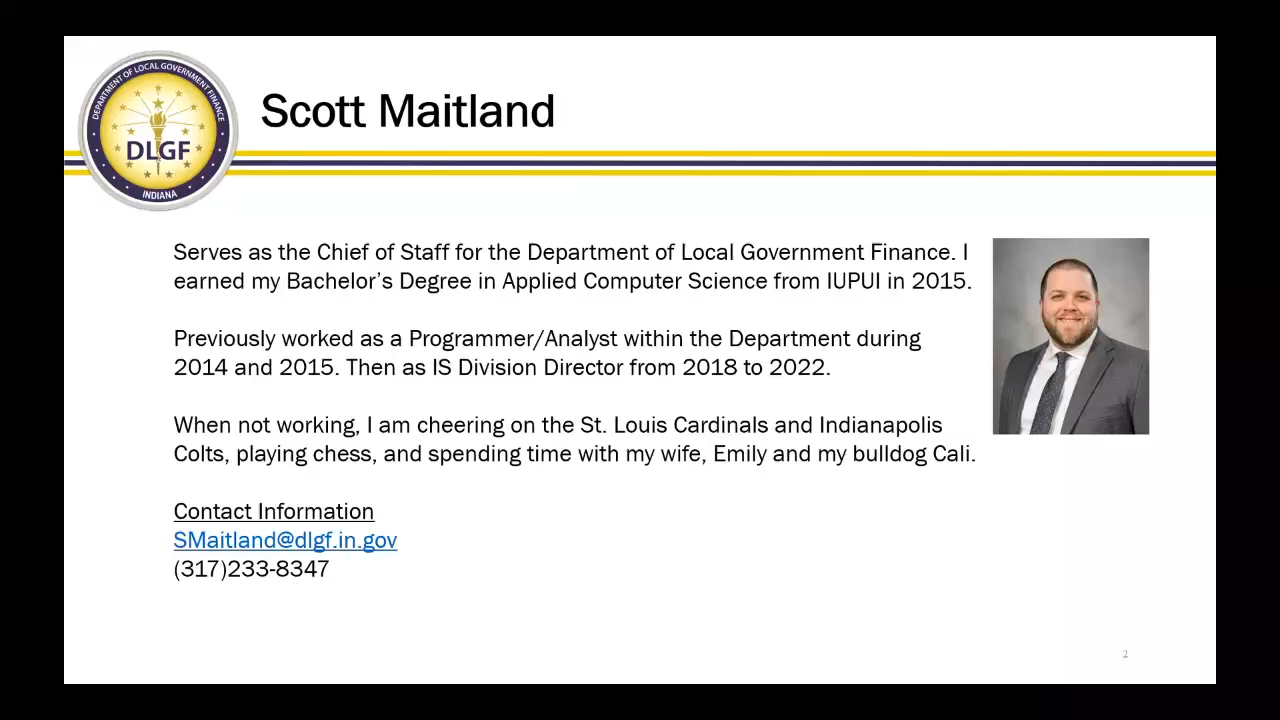 DEPARTMENT OF LOCAL GOVERNMENT FINANCE
DLGF
INDIANA
Scott Maitland
Serves as the Chief of Staff for the Department of Local Government Finance. I
earned my Bachelor’s Degree in Applied Computer Science from IUPUI in 2015.
Previously worked as a Programmer/Analyst within the Department during
2014 and 2015. Then as IS Division Director from 2018 to 2022.
When not working, I am cheering on the St. Louis Cardinals and Indianapolis
Colts, playing chess, and spending time with my wife, Emily and my bulldog Cali.
Contact Information
SMaitland@dlgf.in.gov
(317)233-8347
2